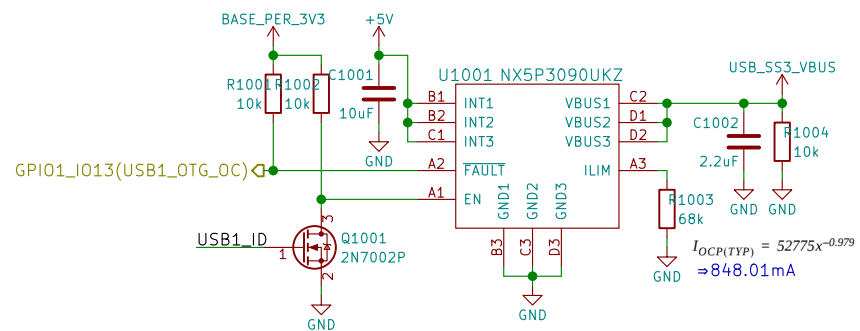 BASE_PER_3V3
+5V
R1001
10k
R1002
10k
C1001
10uF
GND
U1001 NX5P3090UKZ
B1 INT1
B2 INT2
C1 INT3
A2 FAULT
A1 EN
VBUS1 C2
VBUS2 D1
VBUS3 D2
ILIM A3
GND1
GND2
GND3
B3
C3
D3
GND
USB_SS3_VBUS
C1002
2.2uF
GND
R1004
10k
GND
R1003
68k
GND
I_OCP(TYP) = 52775x^−0.979
⇒848.01mA
GPIO1_IO13(USB1_OTG_OC)
USB1_ID
1
3
2
Q1001
2N7002P
GND